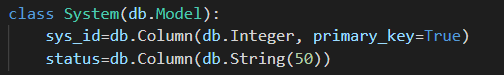 class System(db.Model):
    sys_id=db.Column(db.Integer, primary_key=True)
    status=db.Column(db.String(50))